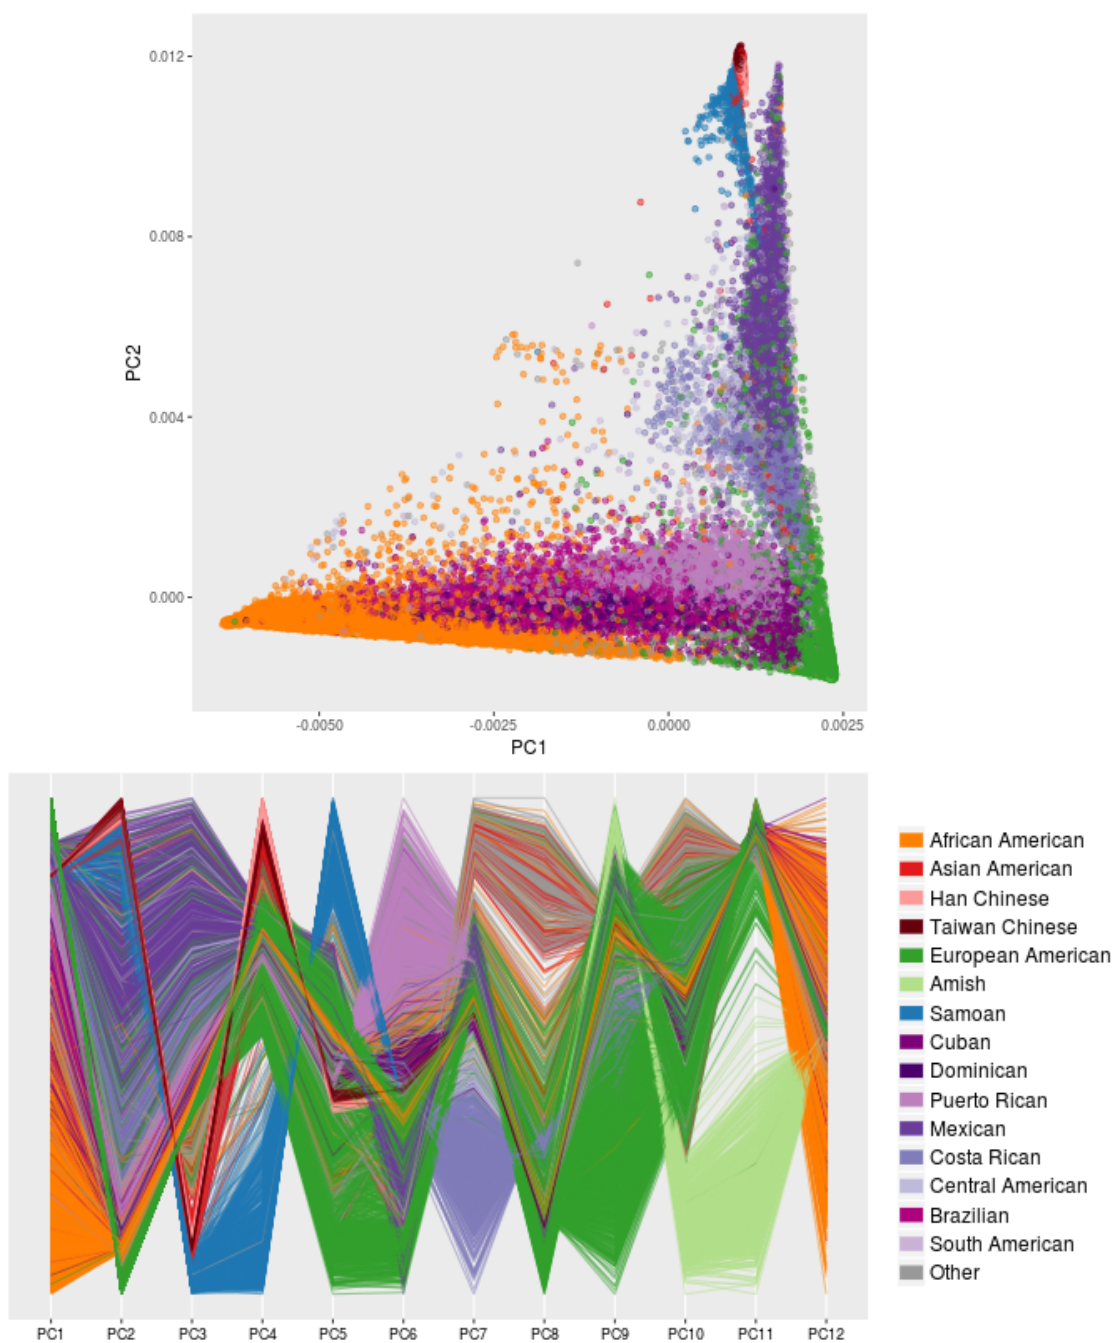 0.012
0.008
PC2
0.004
0.000
-0.0050 -0.0025 0.0000 0.0025
PC1
African American
Asian American
Han Chinese
Taiwan Chinese
European American
Amish
Samoan
Cuban
Dominican
Puerto Rican
Mexican
Costa Rican
Central American
Brazilian
South American
Other
PC1 PC2 PC3 PC4 PC5 PC6 PC7 PC8 PC9 PC10 PC11 PC12